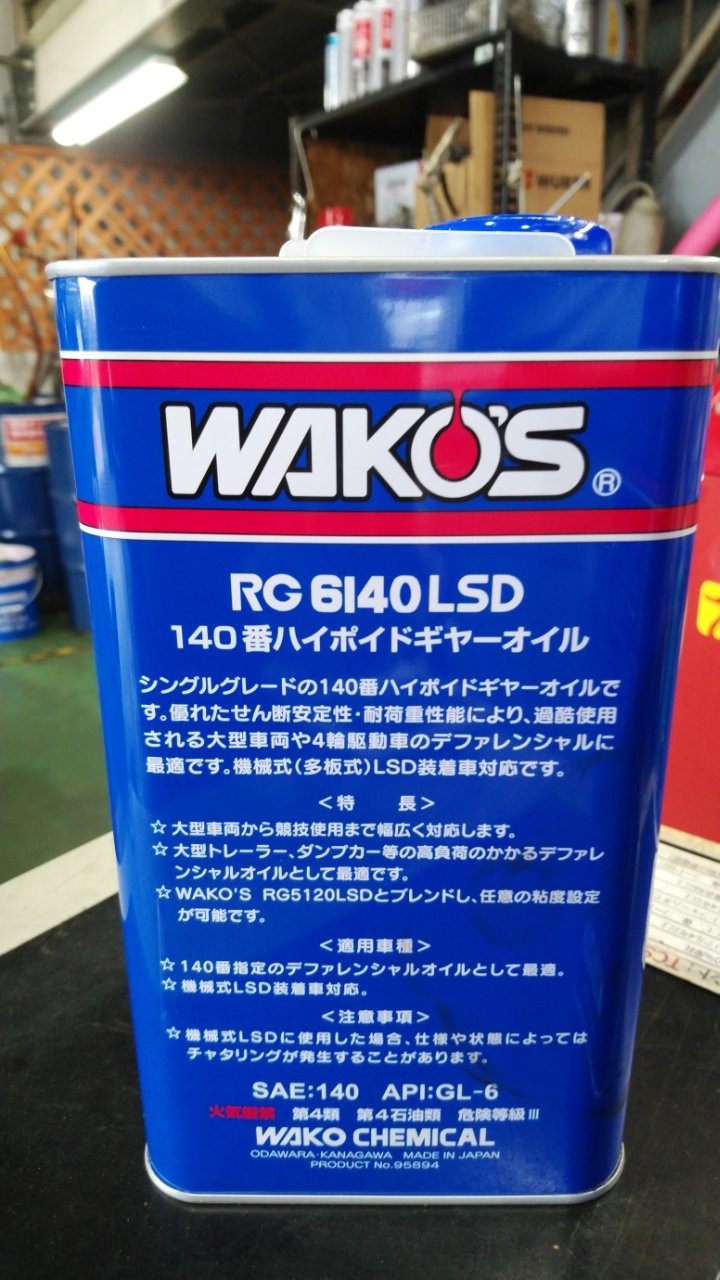 WAKO'S®
RG 6140 LSD
140番ハイポイドギヤーオイル
シングルグレードの140番ハイポイドギヤーオイルで
す。優れたせん断安定性・耐荷重性能により、過酷使用
される大型車両や4輪駆動車のデファレンシャルに
最適です。機械式(多板式)LSD装着車対応です。
<特 長>
☆大型車両から競技使用まで幅広く対応します。
☆大型トレーラー、ダンプカー等の高負荷のかかるデファレ
ンシャルオイルとして最適です。
☆WAKO'S RG5120LSDとブレンドし、任意の粘度設定
が可能です。
<適用車種>
☆140番指定のデファレンシャルオイルとして最適。
☆機械式LSD装着車対応。
<注意事項>
☆機械式LSDに使用した場合、仕様や状態によっては
チャタリングが発生することがあります。
SAE:140 API:GL-6
火気厳禁 第4類 第4石油類 危険等級Ⅲ
WAKO CHEMICAL
ODAWARA・KANAGAWA MADE IN JAPAN
PRODUCT No.95894